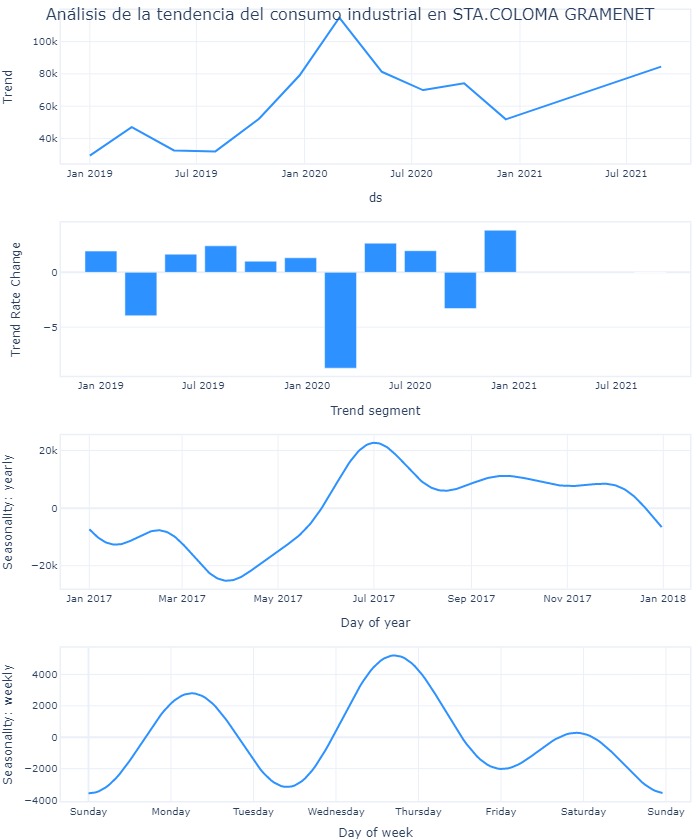 Análisis de la tendencia del consumo industrial en STA.COLOMA GRAMENET
100k
80k
60k
40k
Trend
Jan 2019 Jul 2019 Jan 2020 Jul 2020 Jan 2021 Jul 2021
ds
0
−5
Trend Rate Change
Jan 2019 Jul 2019 Jan 2020 Jul 2020 Jan 2021 Jul 2021
Trend segment
20k
0
−20k
Seasonality: yearly
Jan 2017 Mar 2017 May 2017 Jul 2017 Sep 2017 Nov 2017 Jan 2018
Day of year
4000
2000
0
−2000
−4000
Seasonality: weekly
Sunday Monday Tuesday Wednesday Thursday Friday Saturday Sunday
Day of week